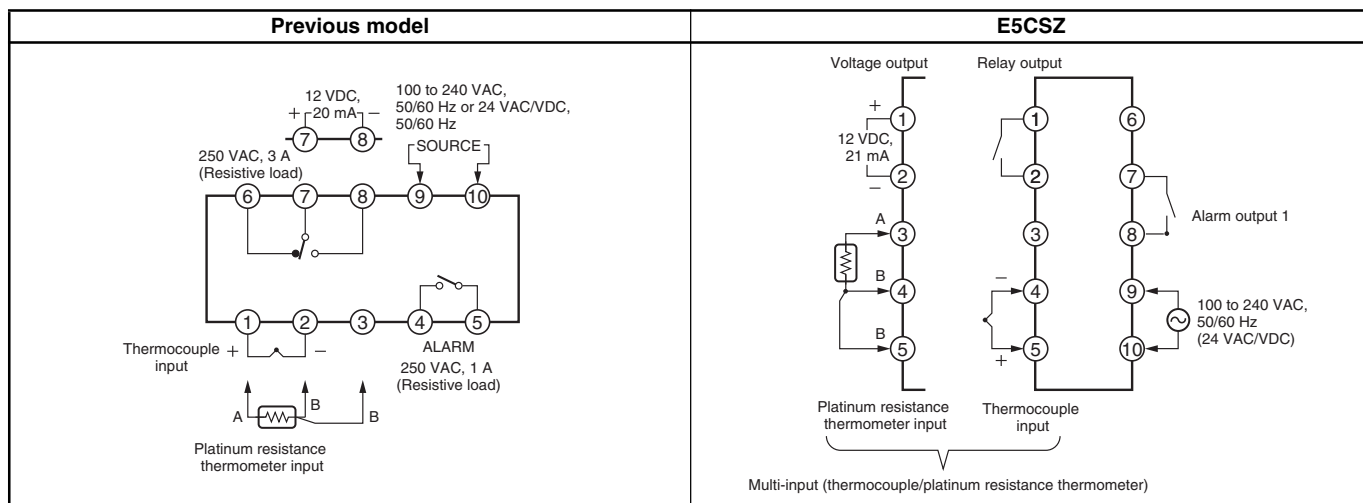 Previous model
E5CSZ
12 VDC,
+ 20 mA −
7 8
100 to 240 VAC,
50/60 Hz or 24 VAC/VDC,
50/60 Hz
SOURCE
250 VAC, 3 A
(Resistive load)
6 7 8 9 10
1 2 3 4 5
Thermocouple
input
+ −
ALARM
250 VAC, 1 A
(Resistive load)
A B B
Platinum resistance
thermometer input
Voltage output
+
1
12 VDC,
21 mA
2
−
A
3
B
4
B
5
Platinum resistance
thermometer input
Relay output
1
2
3
−
4
5
+
Thermocouple
input
6
7
8
Alarm output 1
9
10
100 to 240 VAC,
50/60 Hz
(24 VAC/VDC)
Multi-input (thermocouple/platinum resistance thermometer)